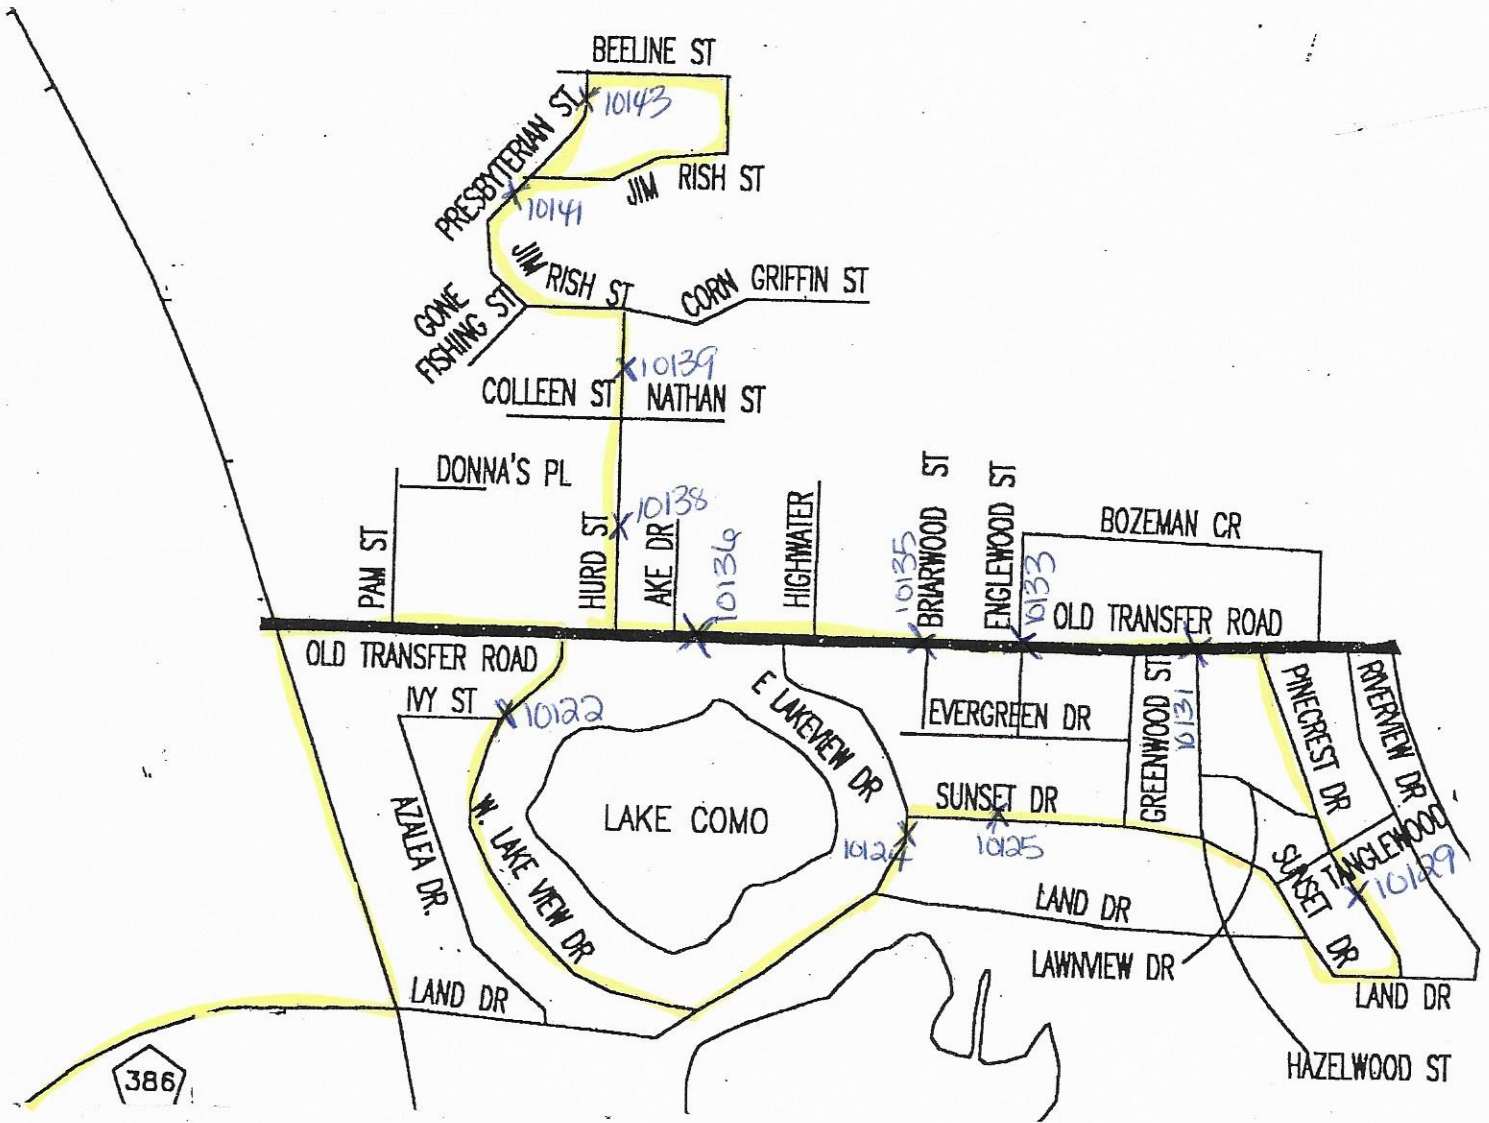 BEELINE ST
PRESBYTERIAN ST
10143
JIM RISH ST
10141
JIM RISH ST
CORN GRIFFIN ST
GONE
FISHING ST
10139
COLLEEN ST
NATHAN ST
DONNA'S PL
PAM ST
HURD ST
10138
AKE DR
10136
HIGHWATER
10135
BRIARWOOD ST
ENGLEWOOD ST
10133
BOZEMAN CR
OLD TRANSFER ROAD
OLD TRANSFER ROAD
IVY ST
10122
E LAKEVIEW DR
EVERGREEN DR
GREENWOOD ST
10131
PINECREST DR
RIVERVIEW DR
AZALEA DR.
W. LAKE VIEW DR
LAKE COMO
SUNSET DR
10124
10125
SUNSET DR
TANGLEWOOD
10129
LAND DR
LAWNVIEW DR
LAND DR
LAND DR
HAZELWOOD ST
386